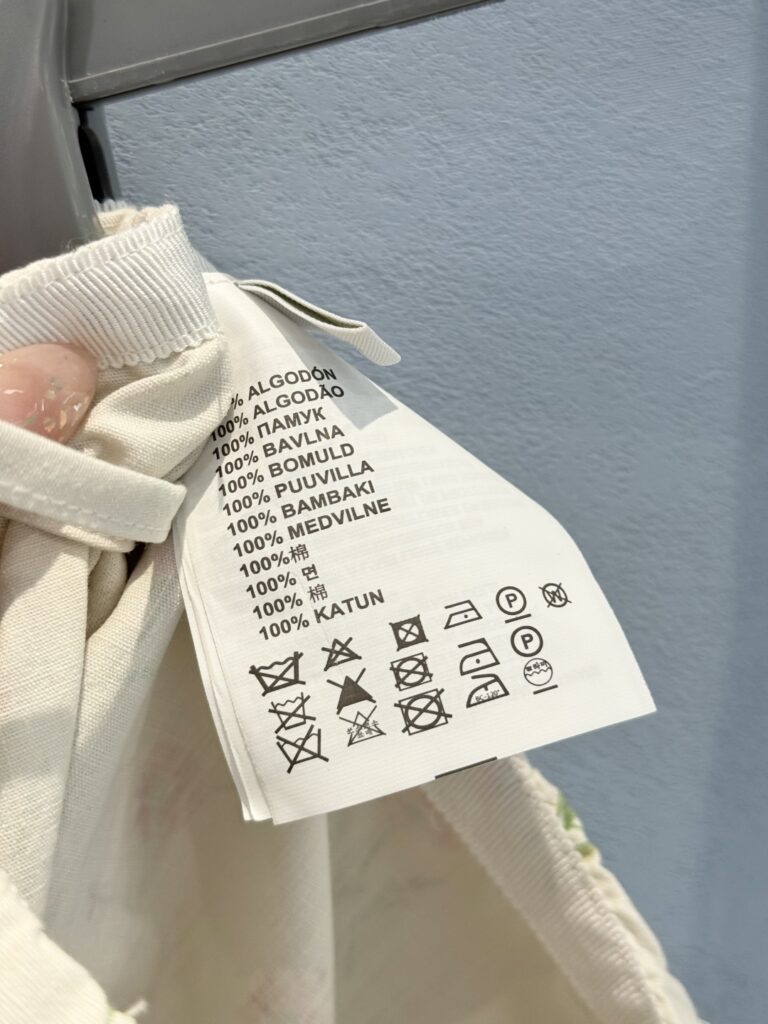 % ALGODÓN
100% ALGODÃO
100% ПАМУК
100% BAVLNA
100% BOMULD
100% PUUVILLA
100% BAMBAKI
100% MEDVILNE
100%棉
100% 면
100% 棉
100% KATUN
P
W
P